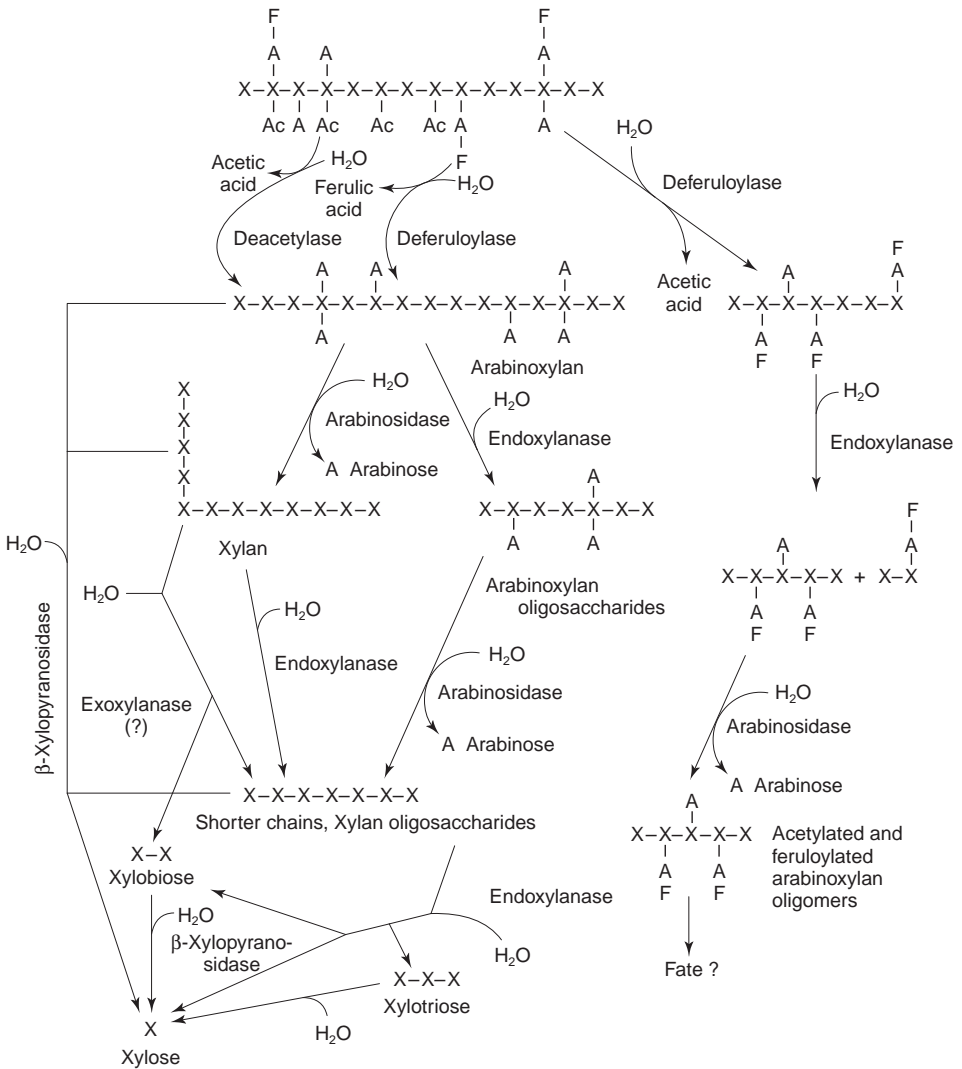 F F
A A A
X–X–X–X–X–X–X–X–X–X–X–X–X–X
Ac A Ac Ac Ac A A
F
H₂O
Acetic
acid
H₂O
Ferulic
acid
H₂O
Deferuloylase
Deacetylase
Deferuloylase
Acetic
acid
A A A
X–X–X–X–X–X–X–X–X–X–X–X–X–X–X
A A A
Arabinoxylan
F
A A
X–X–X–X–X–X–X
A A
F F
H₂O
Arabinosidase
A Arabinose
H₂O
Endoxylanase
H₂O
Endoxylanase
X
X
X
X
X–X–X–X–X–X–X–X
Xylan
A
X–X–X–X–X–X–X
A A
Arabinoxylan
oligosaccharides
F
A A
X–X–X–X–X + X–X
A A
F F
H₂O
β-Xylopyranosidase
H₂O
Exoxylanase
(?)
H₂O
Endoxylanase
H₂O
Arabinosidase
A Arabinose
H₂O
Arabinosidase
A Arabinose
X–X–X–X–X–X–X
Shorter chains, Xylan oligosaccharides
A
X–X–X–X–X
A A
F F
Acetylated and
feruloylated
arabinoxylan
oligomers
Fate ?
X–X
Xylobiose
H₂O
β-Xylopyrano-
sidase
Endoxylanase
H₂O
X–X–X
Xylotriose
H₂O
X
Xylose